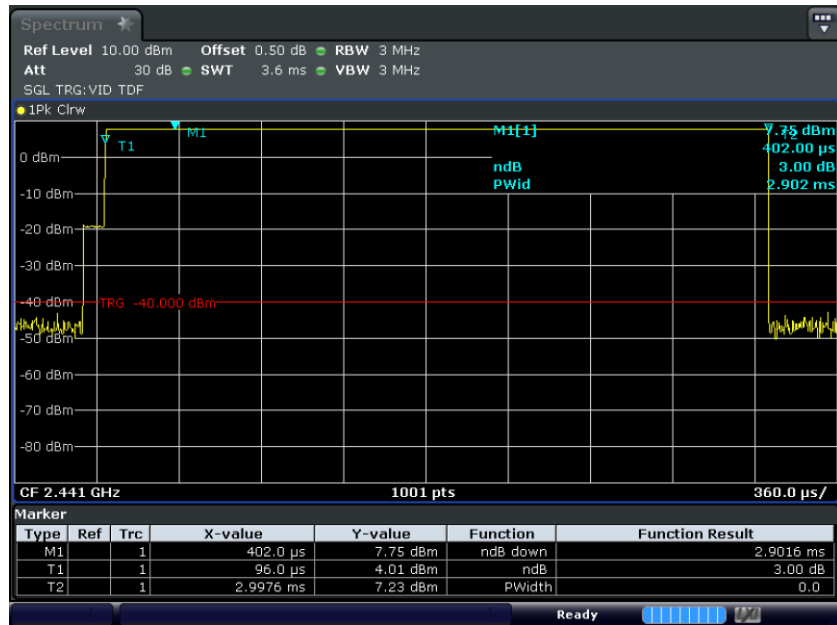 Spectrum
Ref Level 10.00 dBm Offset 0.50 dB RBW 3 MHz
Att 30 dB SWT 3.6 ms VBW 3 MHz
SGL TRG:VID TDF
1Pk Clrw
M1 M1[1] 7.75 dBm
T1 T2
402.00 µs
0 dBm
ndB 3.00 dB
PWid 2.902 ms
-10 dBm
-20 dBm
-30 dBm
-40 dBm TRG -40.000 dBm
-50 dBm
-60 dBm
-70 dBm
-80 dBm
CF 2.441 GHz 1001 pts 360.0 µs/
Marker
Type Ref Trc X-value Y-value Function Function Result
M1 1 402.0 µs 7.75 dBm ndB down 2.9016 ms
T1 1 96.0 µs 4.01 dBm ndB 3.00 dB
T2 1 2.9976 ms 7.23 dBm PWidth 0.0
Ready